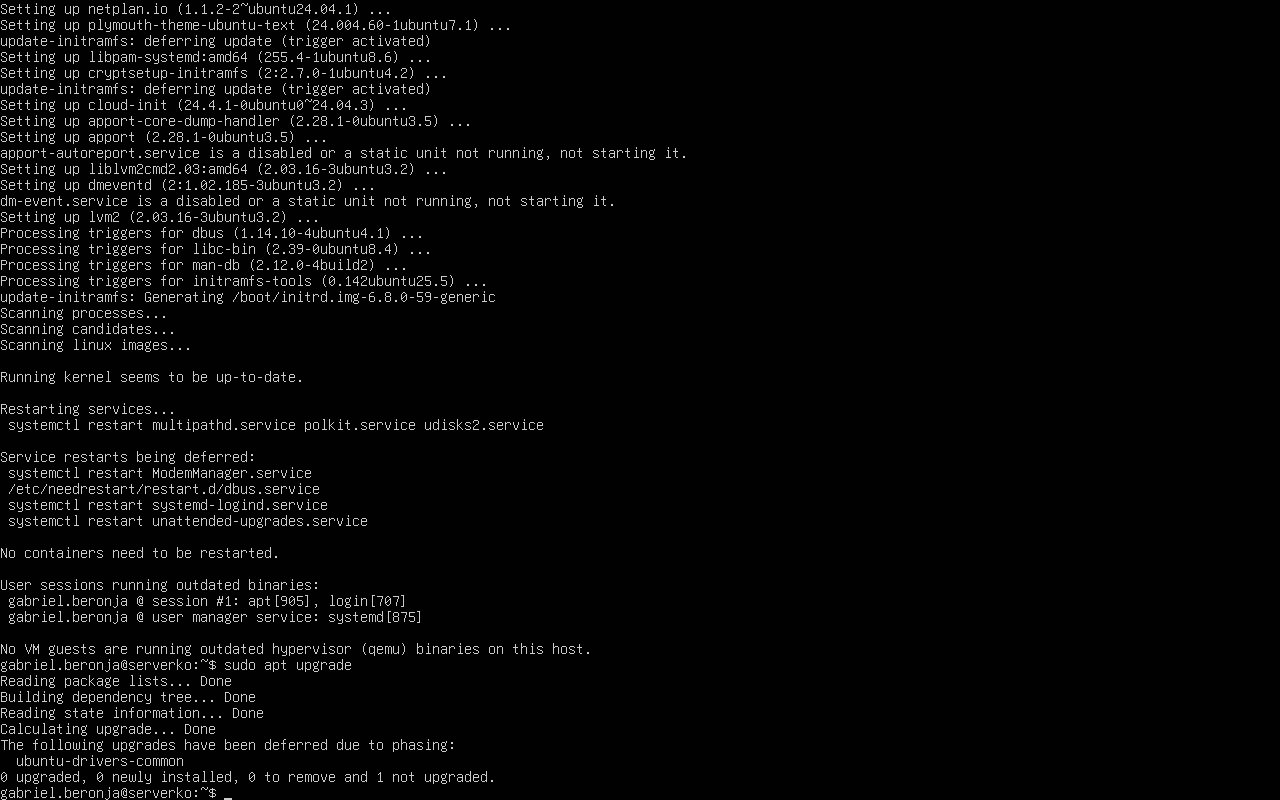 Setting up netplan.io (1.1.2-2~ubuntu24.04.1) ...
Setting up plymouth-theme-ubuntu-text (24.004.60-1ubuntu7.1) ...
update-initramfs: deferring update (trigger activated)
Setting up libpam-systemd:amd64 (255.4-1ubuntu8.6) ...
Setting up cryptsetup-initramfs (2:2.7.0-1ubuntu4.2) ...
update-initramfs: deferring update (trigger activated)
Setting up cloud-init (24.4.1-0ubuntu0~24.04.3) ...
Setting up apport-core-dump-handler (2.28.1-0ubuntu3.5) ...
Setting up apport (2.28.1-0ubuntu3.5) ...
apport-autoreport.service is a disabled or a static unit not running, not starting it.
Setting up liblvm2cmd2.03:amd64 (2.03.16-3ubuntu3.2) ...
Setting up dmeventd (2:1.02.185-3ubuntu3.2) ...
dm-event.service is a disabled or a static unit not running, not starting it.
Setting up lvm2 (2.03.16-3ubuntu3.2) ...
Processing triggers for dbus (1.14.10-4ubuntu4.1) ...
Processing triggers for libc-bin (2.39-0ubuntu8.4) ...
Processing triggers for man-db (2.12.0-4build2) ...
Processing triggers for initramfs-tools (0.142ubuntu25.5) ...
update-initramfs: Generating /boot/initrd.img-6.8.0-59-generic
Scanning processes...
Scanning candidates...
Scanning linux images...

Running kernel seems to be up-to-date.

Restarting services...
 systemctl restart multipathd.service polkit.service udisks2.service

Service restarts being deferred:
 systemctl restart ModemManager.service
 /etc/needrestart/restart.d/dbus.service
 systemctl restart systemd-logind.service
 systemctl restart unattended-upgrades.service

No containers need to be restarted.

User sessions running outdated binaries:
 gabriel.beronja @ session #1: apt[905], login[707]
 gabriel.beronja @ user manager service: systemd[875]

No VM guests are running outdated hypervisor (qemu) binaries on this host.
gabriel.beronja@serverko:~$ sudo apt upgrade
Reading package lists... Done
Building dependency tree... Done
Reading state information... Done
Calculating upgrade... Done
The following upgrades have been deferred due to phasing:
  ubuntu-drivers-common
0 upgraded, 0 newly installed, 0 to remove and 1 not upgraded.
gabriel.beronja@serverko:~$ _